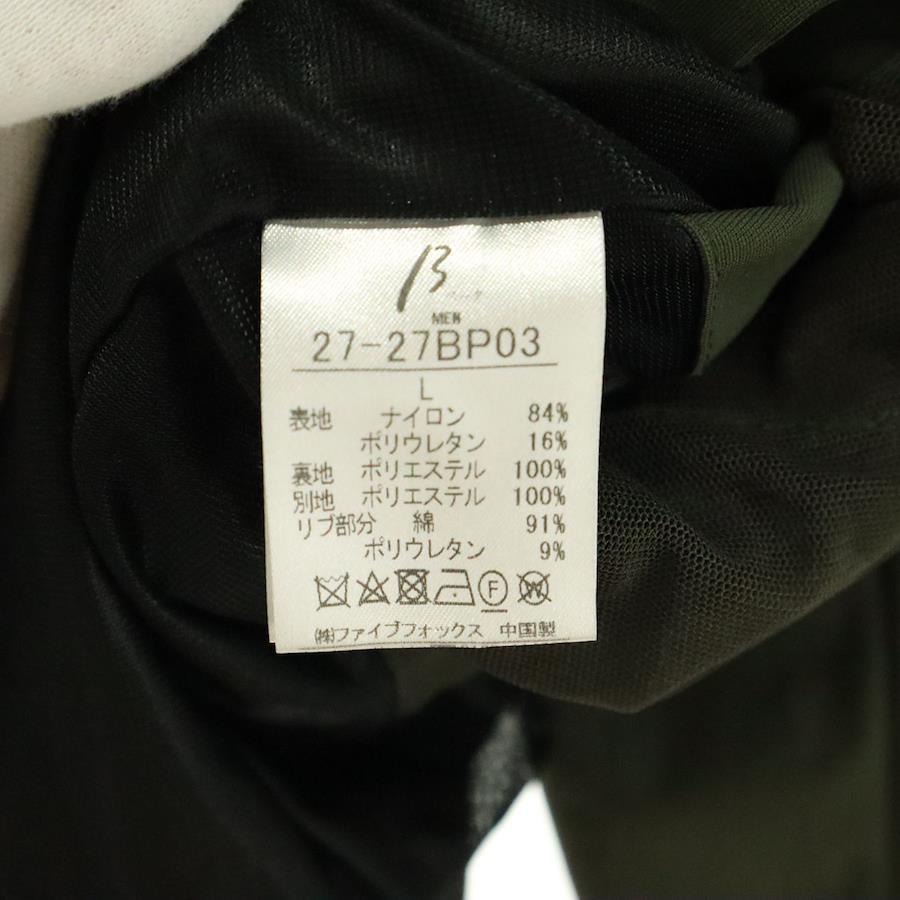 β
MEN
27-27BP03
L
表地 ナイロン 84%
ポリウレタン 16%
裏地 ポリエステル 100%
別地 ポリエステル 100%
リブ部分 綿 91%
ポリウレタン 9%
F W
㈱ファイブフォックス 中国製